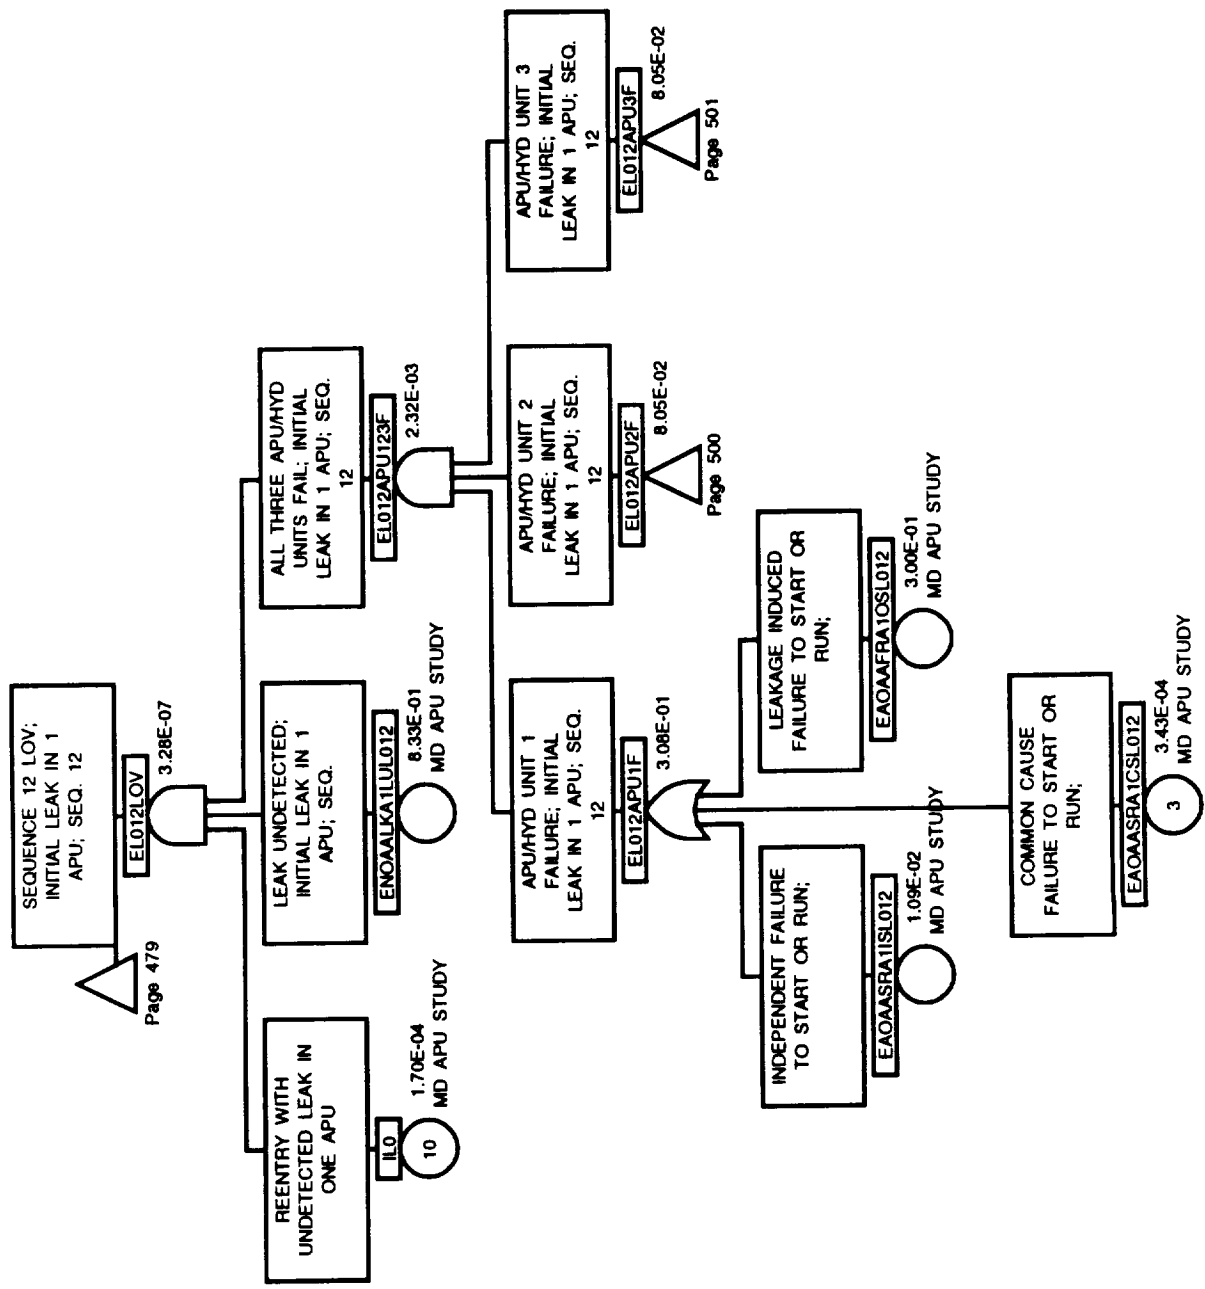 SEQUENCE 12 LOV;
INITIAL LEAK IN 1
APU; SEQ. 12
EL012LOV
3.28E-07
Page 479
REENTRY WITH
UNDETECTED LEAK IN
ONE APU
IL0
10
1.70E-04
MD APU STUDY
LEAK UNDETECTED;
INITIAL LEAK IN 1
APU; SEQ.
ENOAALKA1LUL012
8.33E-01
MD APU STUDY
ALL THREE APU/HYD
UNITS FAIL; INITIAL
LEAK IN 1 APU; SEQ.
12
EL012APU123F
2.32E-03
APU/HYD UNIT 1
FAILURE; INITIAL
LEAK IN 1 APU; SEQ.
12
EL012APU1F
3.08E-01
APU/HYD UNIT 2
FAILURE; INITIAL
LEAK IN 1 APU; SEQ.
12
EL012APU2F
8.05E-02
Page 500
APU/HYD UNIT 3
FAILURE; INITIAL
LEAK IN 1 APU; SEQ.
12
EL012APU3F
8.05E-02
Page 501
INDEPENDENT FAILURE
TO START OR RUN;
EAOAASRA1ISL012
1.09E-02
MD APU STUDY
LEAKAGE INDUCED
FAILURE TO START OR
RUN;
EAOAAFRA1OSL012
3.00E-01
MD APU STUDY
COMMON CAUSE
FAILURE TO START OR
RUN;
EAOAASRA1CSL012
3
3.43E-04
MD APU STUDY